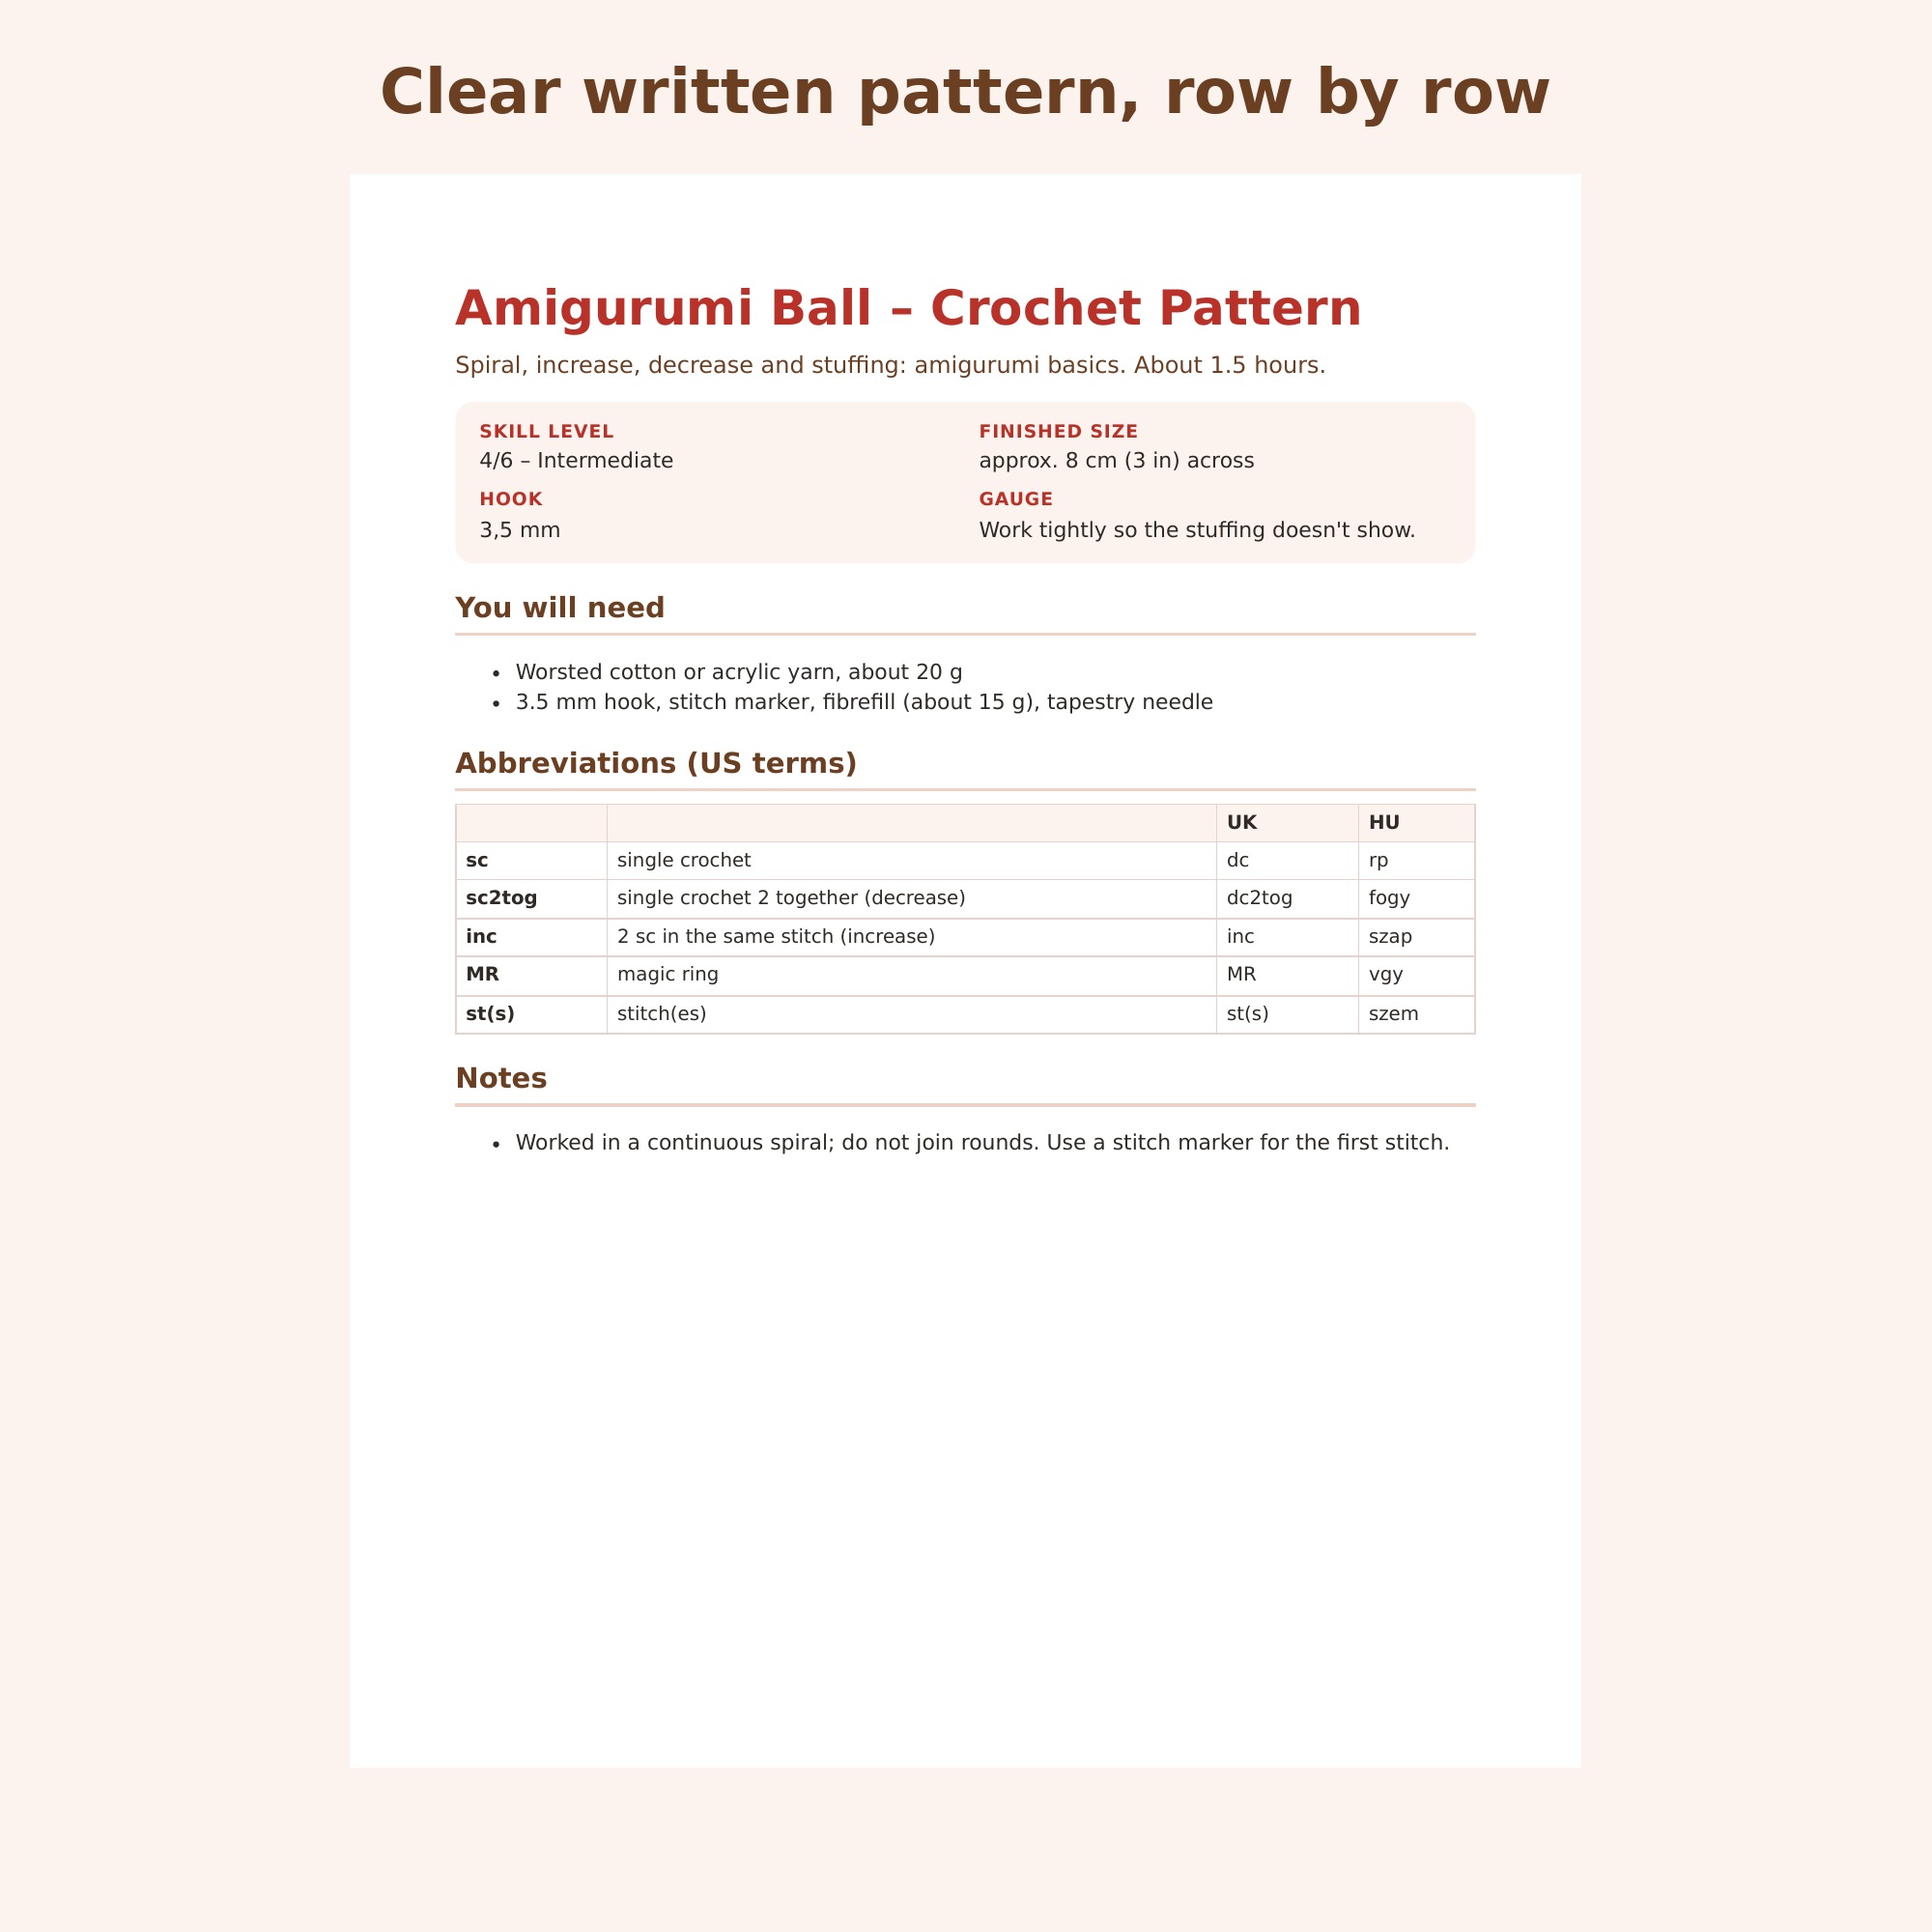 Clear written pattern, row by row
Amigurumi Ball – Crochet Pattern
Spiral, increase, decrease and stuffing: amigurumi basics. About 1.5 hours.
SKILL LEVEL
4/6 – Intermediate
FINISHED SIZE
approx. 8 cm (3 in) across
HOOK
3,5 mm
GAUGE
Work tightly so the stuffing doesn't show.
You will need
• Worsted cotton or acrylic yarn, about 20 g
• 3.5 mm hook, stitch marker, fibrefill (about 15 g), tapestry needle
Abbreviations (US terms)
UK HU
sc single crochet dc rp
sc2tog single crochet 2 together (decrease) dc2tog fogy
inc 2 sc in the same stitch (increase) inc szap
MR magic ring MR vgy
st(s) stitch(es) st(s) szem
Notes
• Worked in a continuous spiral; do not join rounds. Use a stitch marker for the first stitch.